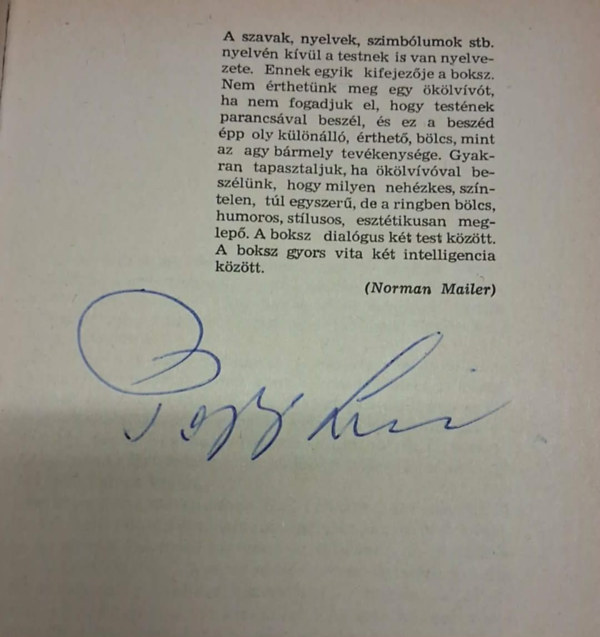 A szavak, nyelvek, szimbólumok stb.
nyelvén kívül a testnek is van nyelve-
zete. Ennek egyik kifejezője a boksz.
Nem érthetünk meg egy ökölvívót,
ha nem fogadjuk el, hogy testének
parancsával beszél, és ez a beszéd
épp oly különálló, érthető, bölcs, mint
az agy bármely tevékenysége. Gyak-
ran tapasztaljuk, ha ökölvívóval be-
szélünk, hogy milyen nehézkes, szín-
telen, túl egyszerű, de a ringben bölcs,
humoros, stílusos, esztétikusan meg-
lepő. A boksz dialógus két test között.
A boksz gyors vita két intelligencia
között.
(Norman Mailer)